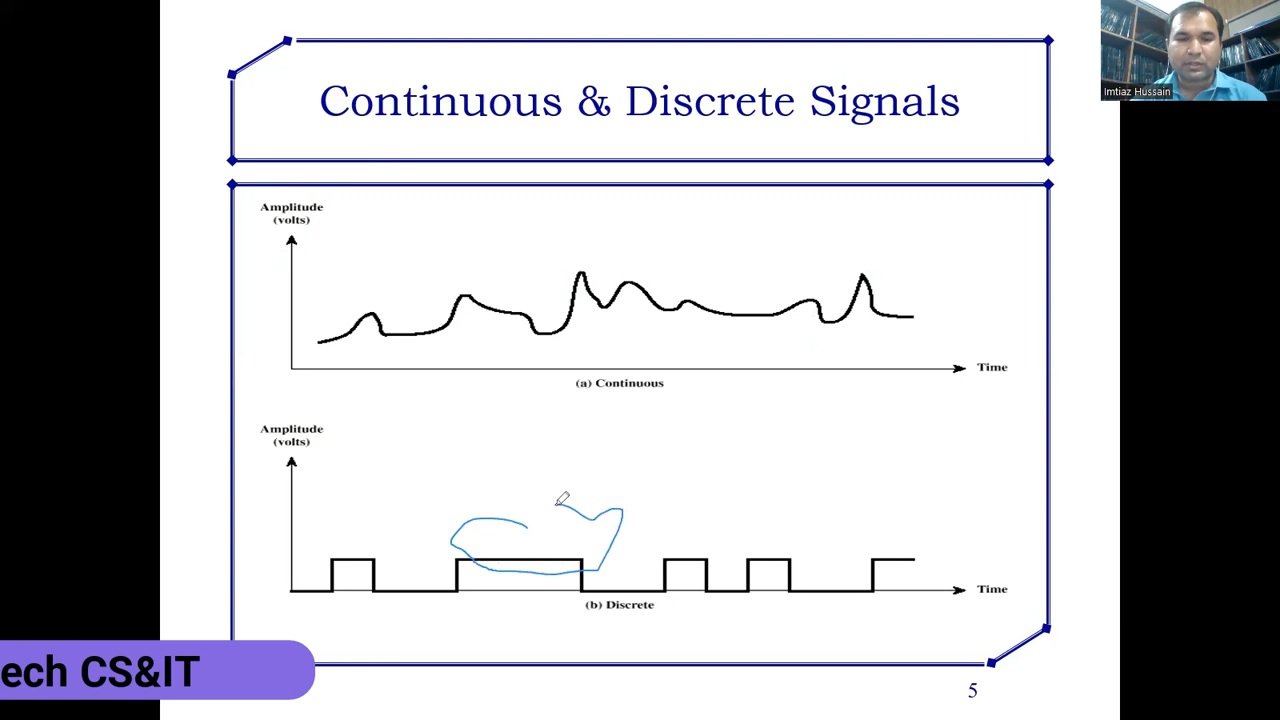 Continuous & Discrete Signals
Imtiaz Hussain
Amplitude
(volts)
Time
(a) Continuous
Amplitude
(volts)
Time
(b) Discrete
ech CS&IT
5